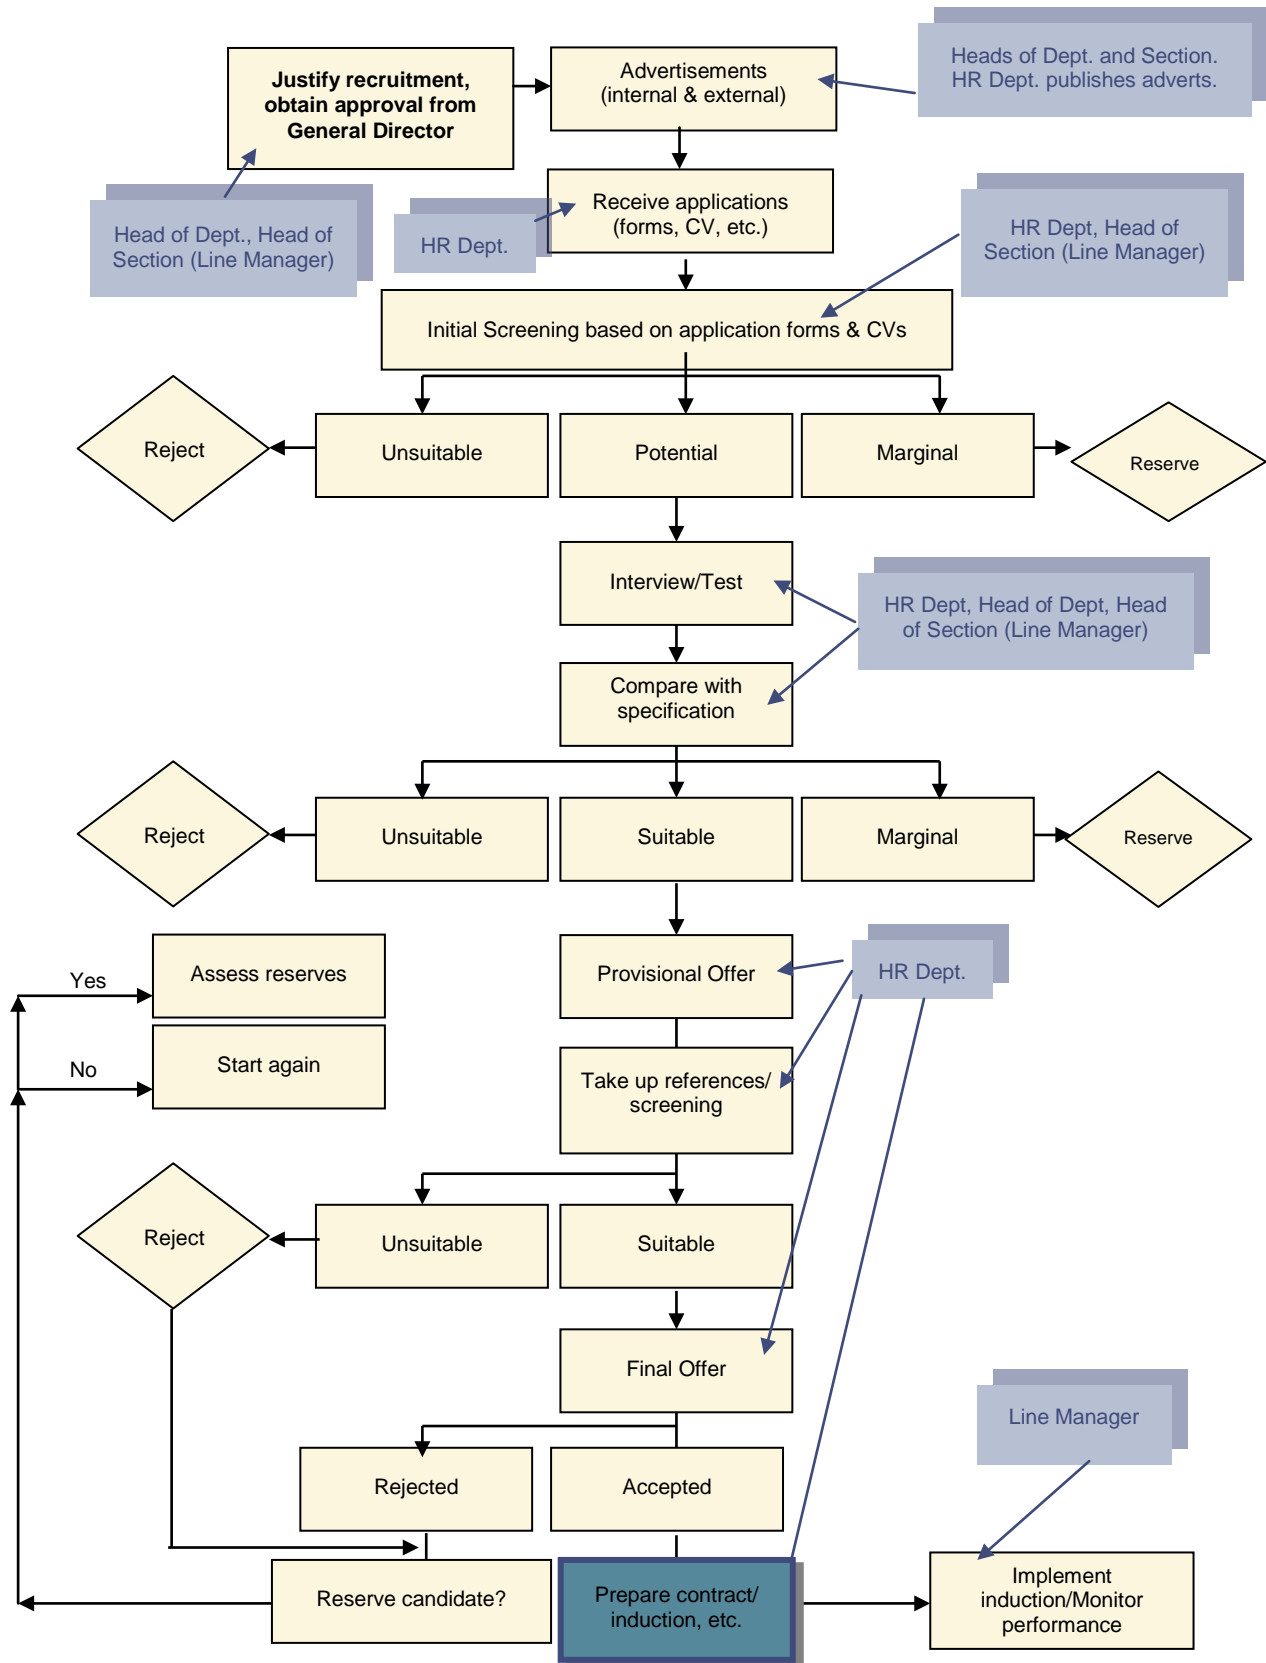 Justify recruitment,
obtain approval from
General Director
Advertisements
(internal & external)
Heads of Dept. and Section.
HR Dept. publishes adverts.
Head of Dept., Head of
Section (Line Manager)
HR Dept.
Receive applications
(forms, CV, etc.)
HR Dept, Head of
Section (Line Manager)
Initial Screening based on application forms & CVs
Reject
Unsuitable
Potential
Marginal
Reserve
Interview/Test
HR Dept, Head of Dept, Head
of Section (Line Manager)
Compare with
specification
Reject
Unsuitable
Suitable
Marginal
Reserve
Yes
Assess reserves
Provisional Offer
HR Dept.
No
Start again
Take up references/
screening
Reject
Unsuitable
Suitable
Final Offer
Line Manager
Rejected
Accepted
Reserve candidate?
Prepare contract/
induction, etc.
Implement
induction/Monitor
performance